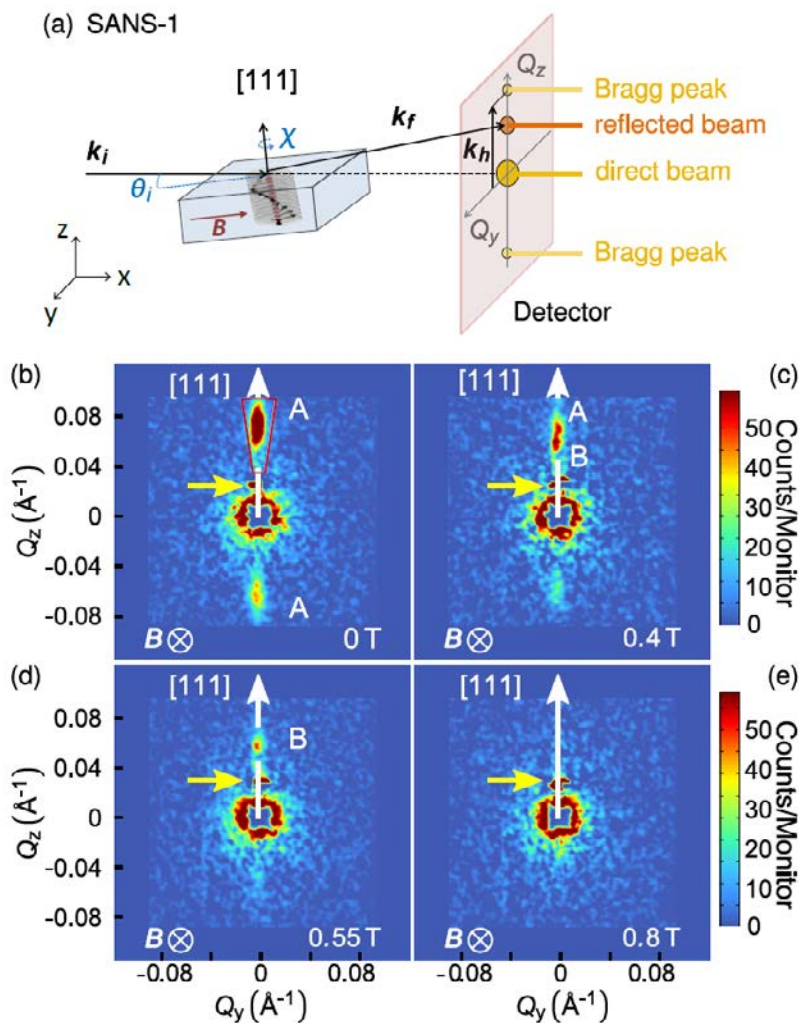 (a) SANS-1
[111]
χ
k_i
θ_i
B
k_f
k_h
Q_z
Q_y
Bragg peak
reflected beam
direct beam
Bragg peak
Detector
z
x
y
(b)
[111]
A
A
B⊗
0 T
0.08
0.04
0
-0.04
-0.08
Q_z (Å⁻¹)
(c)
[111]
A
B
B⊗
0.4 T
50
40
30
20
10
0
Counts/Monitor
(d)
[111]
B
B⊗
0.55 T
0.08
0.04
0
-0.04
-0.08
Q_z (Å⁻¹)
-0.08
0
0.08
Q_y (Å⁻¹)
(e)
[111]
B⊗
0.8 T
50
40
30
20
10
0
Counts/Monitor
-0.08
0
0.08
Q_y (Å⁻¹)